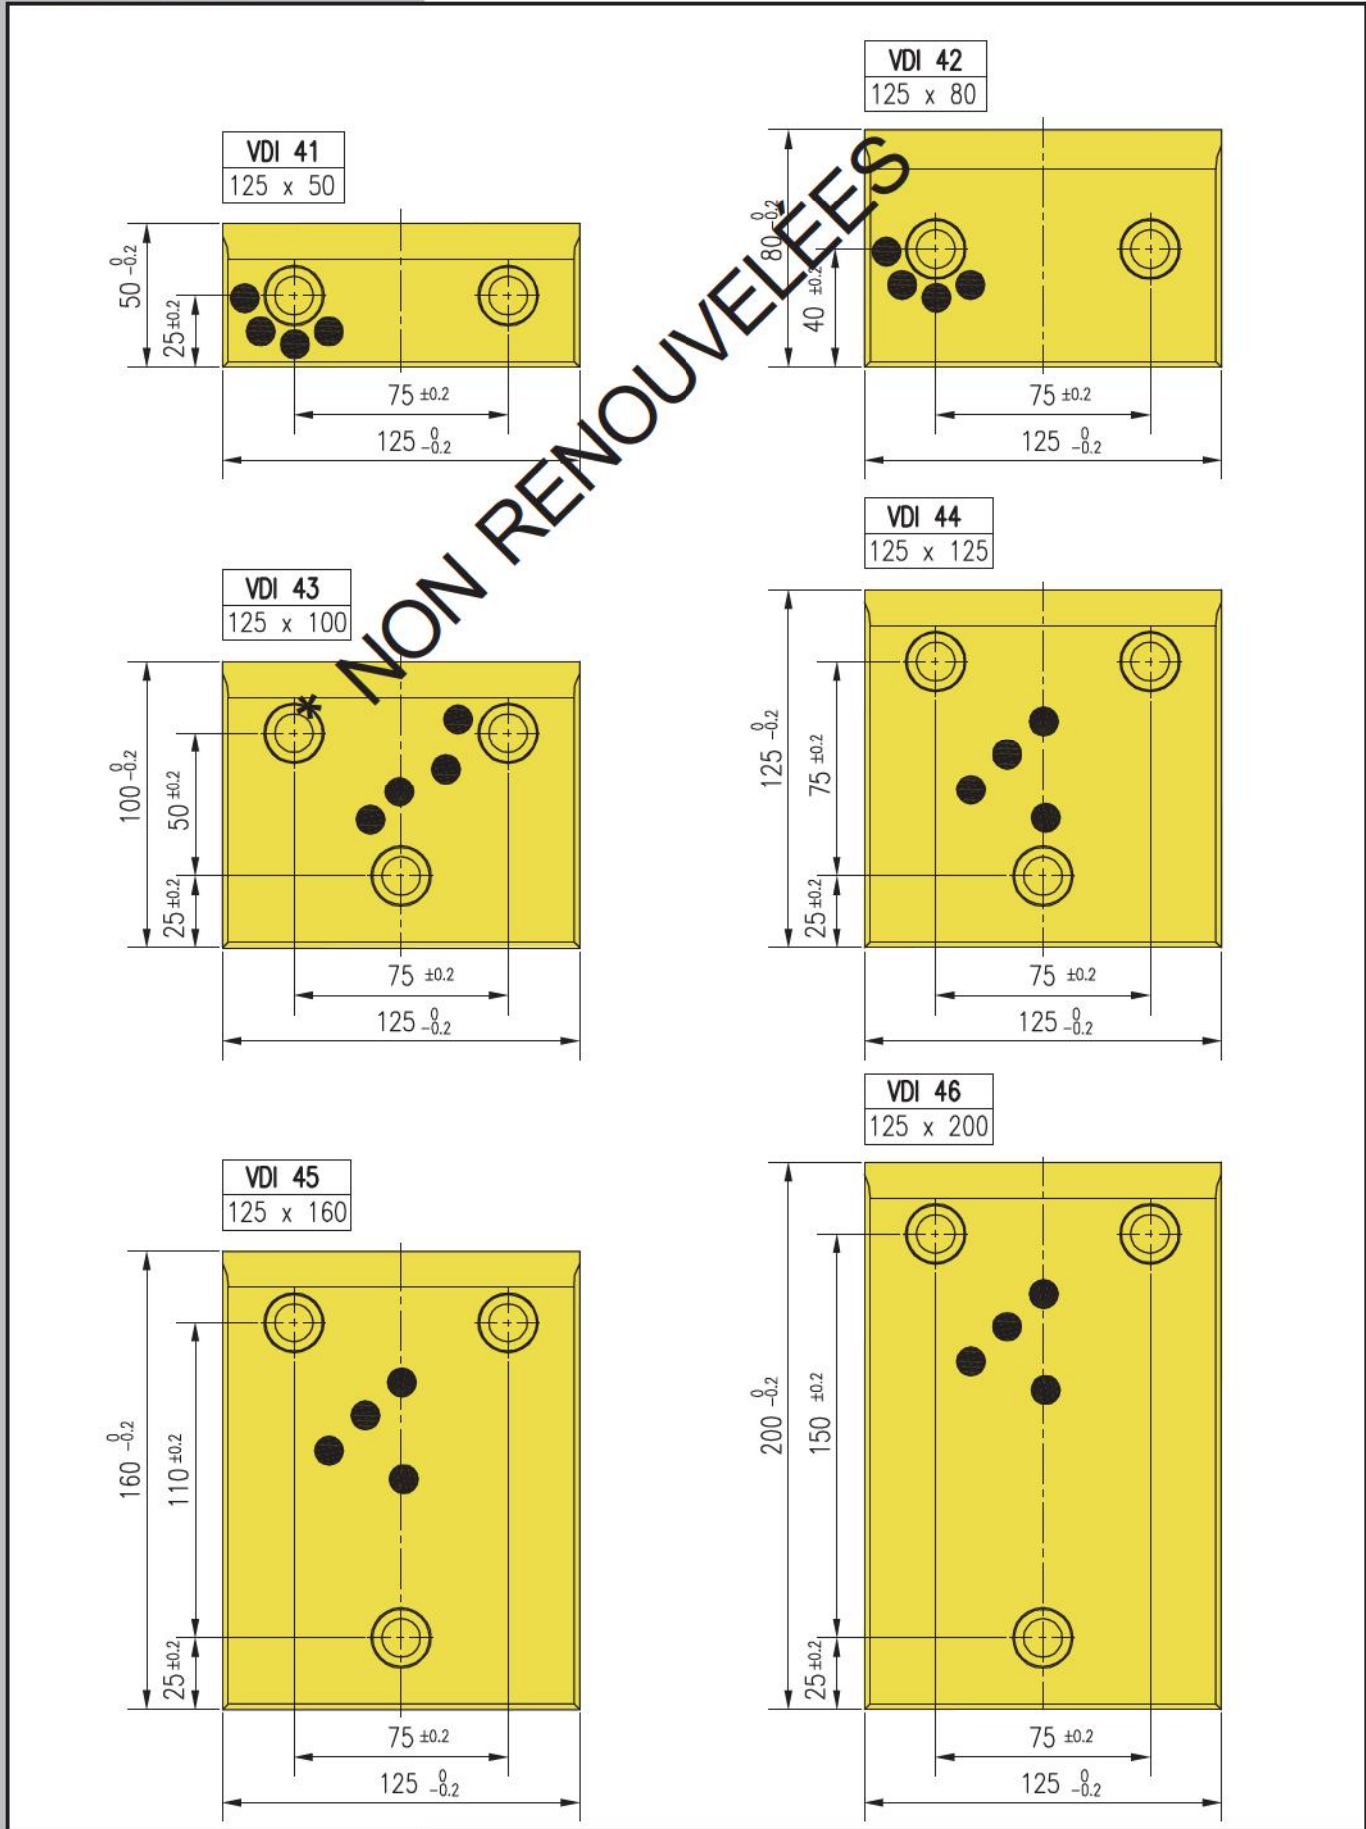 VDI 41
125 x 50
50 0 -0.2
25 ±0.2
75 ±0.2
125 0 -0.2
VDI 42
125 x 80
80 0 -0.2
40 ±0.2
75 ±0.2
125 0 -0.2
* NON RENOUVELÉES
VDI 43
125 x 100
100 0 -0.2
50 ±0.2
25 ±0.2
75 ±0.2
125 0 -0.2
VDI 44
125 x 125
125 0 -0.2
75 ±0.2
25 ±0.2
75 ±0.2
125 0 -0.2
VDI 45
125 x 160
160 0 -0.2
110 ±0.2
25 ±0.2
75 ±0.2
125 0 -0.2
VDI 46
125 x 200
200 0 -0.2
150 ±0.2
25 ±0.2
75 ±0.2
125 0 -0.2